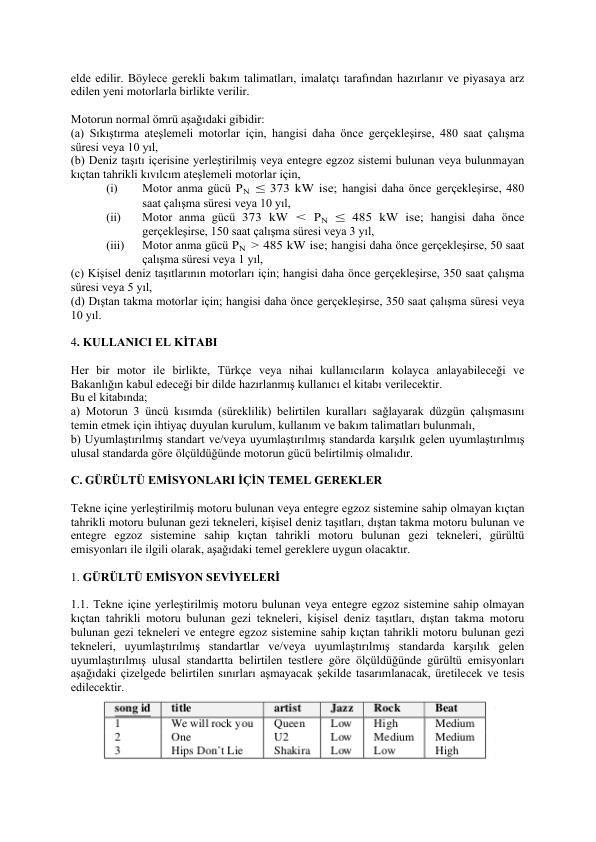 elde edilir. Böylece gerekli bakım talimatları, imalatçı tarafından hazırlanır ve piyasaya arz
edilen yeni motorlarla birlikte verilir.
Motorun normal ömrü aşağıdaki gibidir:
(a) Sıkıştırma ateşlemeli motorlar için, hangisi daha önce gerçekleşirse, 480 saat çalışma
süresi veya 10 yıl,
(b) Deniz taşıtı içerisine yerleştirilmiş veya entegre egzoz sistemi bulunan veya bulunmayan
kıçtan tahrikli kıvılcım ateşlemeli motorlar için,
(i) Motor anma gücü PN ≤ 373 kW ise; hangisi daha önce gerçekleşirse, 480
saat çalışma süresi veya 10 yıl,
(ii) Motor anma gücü 373 kW < PN ≤ 485 kW ise; hangisi daha önce
gerçekleşirse, 150 saat çalışma süresi veya 3 yıl,
(iii) Motor anma gücü PN > 485 kW ise; hangisi daha önce gerçekleşirse, 50 saat
çalışma süresi veya 1 yıl,
(c) Kişisel deniz taşıtlarının motorları için; hangisi daha önce gerçekleşirse, 350 saat çalışma
süresi veya 5 yıl,
(d) Dıştan takma motorlar için; hangisi daha önce gerçekleşirse, 350 saat çalışma süresi veya
10 yıl.
4. KULLANICI EL KİTABI
Her bir motor ile birlikte, Türkçe veya nihai kullanıcıların kolayca anlayabileceği ve
Bakanlığın kabul edeceği bir dilde hazırlanmış kullanıcı el kitabı verilecektir.
Bu el kitabında;
a) Motorun 3 üncü kısımda (süreklilik) belirtilen kuralları sağlayarak düzgün çalışmasını
temin etmek için ihtiyaç duyulan kurulum, kullanım ve bakım talimatları bulunmalı,
b) Uyumlaştırılmış standart ve/veya uyumlaştırılmış standarda karşılık gelen uyumlaştırılmış
ulusal standarda göre ölçüldüğünde motorun gücü belirtilmiş olmalıdır.
C. GÜRÜLTÜ EMİSYONLARI İÇİN TEMEL GEREKLER
Tekne içine yerleştirilmiş motoru bulunan veya entegre egzoz sistemine sahip olmayan kıçtan
tahrikli motoru bulunan gezi tekneleri, kişisel deniz taşıtları, dıştan takma motoru bulunan ve
entegre egzoz sistemine sahip kıçtan tahrikli motoru bulunan gezi tekneleri, gürültü
emisyonları ile ilgili olarak, aşağıdaki temel gereklere uygun olacaktır.
1. GÜRÜLTÜ EMİSYON SEVİYELERİ
1.1. Tekne içine yerleştirilmiş motoru bulunan veya entegre egzoz sistemine sahip olmayan
kıçtan tahrikli motoru bulunan gezi tekneleri, kişisel deniz taşıtları, dıştan takma motoru
bulunan gezi tekneleri ve entegre egzoz sistemine sahip kıçtan tahrikli motoru bulunan gezi
tekneleri, uyumlaştırılmış standartlar ve/veya uyumlaştırılmış standarda karşılık gelen
uyumlaştırılmış ulusal standartta belirtilen testlere göre ölçüldüğünde gürültü emisyonları
aşağıdaki çizelgede belirtilen sınırları aşmayacak şekilde tasarımlanacak, üretilecek ve tesis
edilecektir.
song id title artist Jazz Rock Beat
1 We will rock you Queen Low High Medium
2 One U2 Low Medium Medium
3 Hips Don't Lie Shakira Low Low High